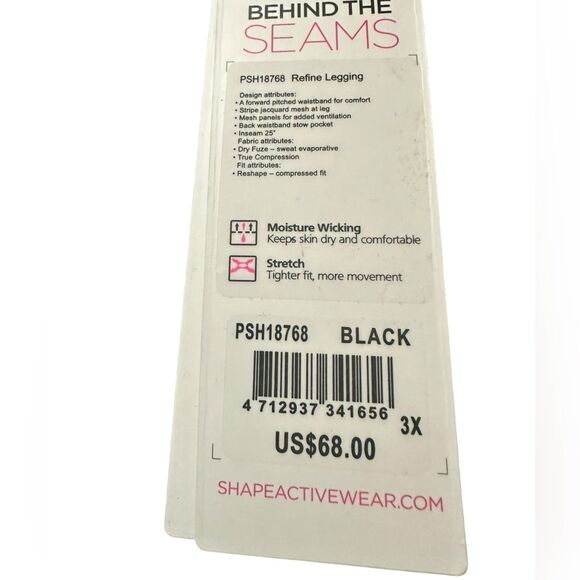 BEHIND THE
SEAMS
PSH18768 Refine Legging
Design attributes:
• A forward pitched waistband for comfort
• Stripe jacquard mesh at leg
• Mesh panels for added ventilation
• Back waistband stow pocket
• Inseam 25"
Fabric attributes:
• Dry Fuze – sweat evaporative
• True Compression
Fit attributes:
• Reshape – compressed fit
Moisture Wicking
Keeps skin dry and comfortable
Stretch
Tighter fit, more movement
PSH18768 BLACK
4 712937 341656
3X
US$68.00
SHAPEACTIVEWEAR.COM